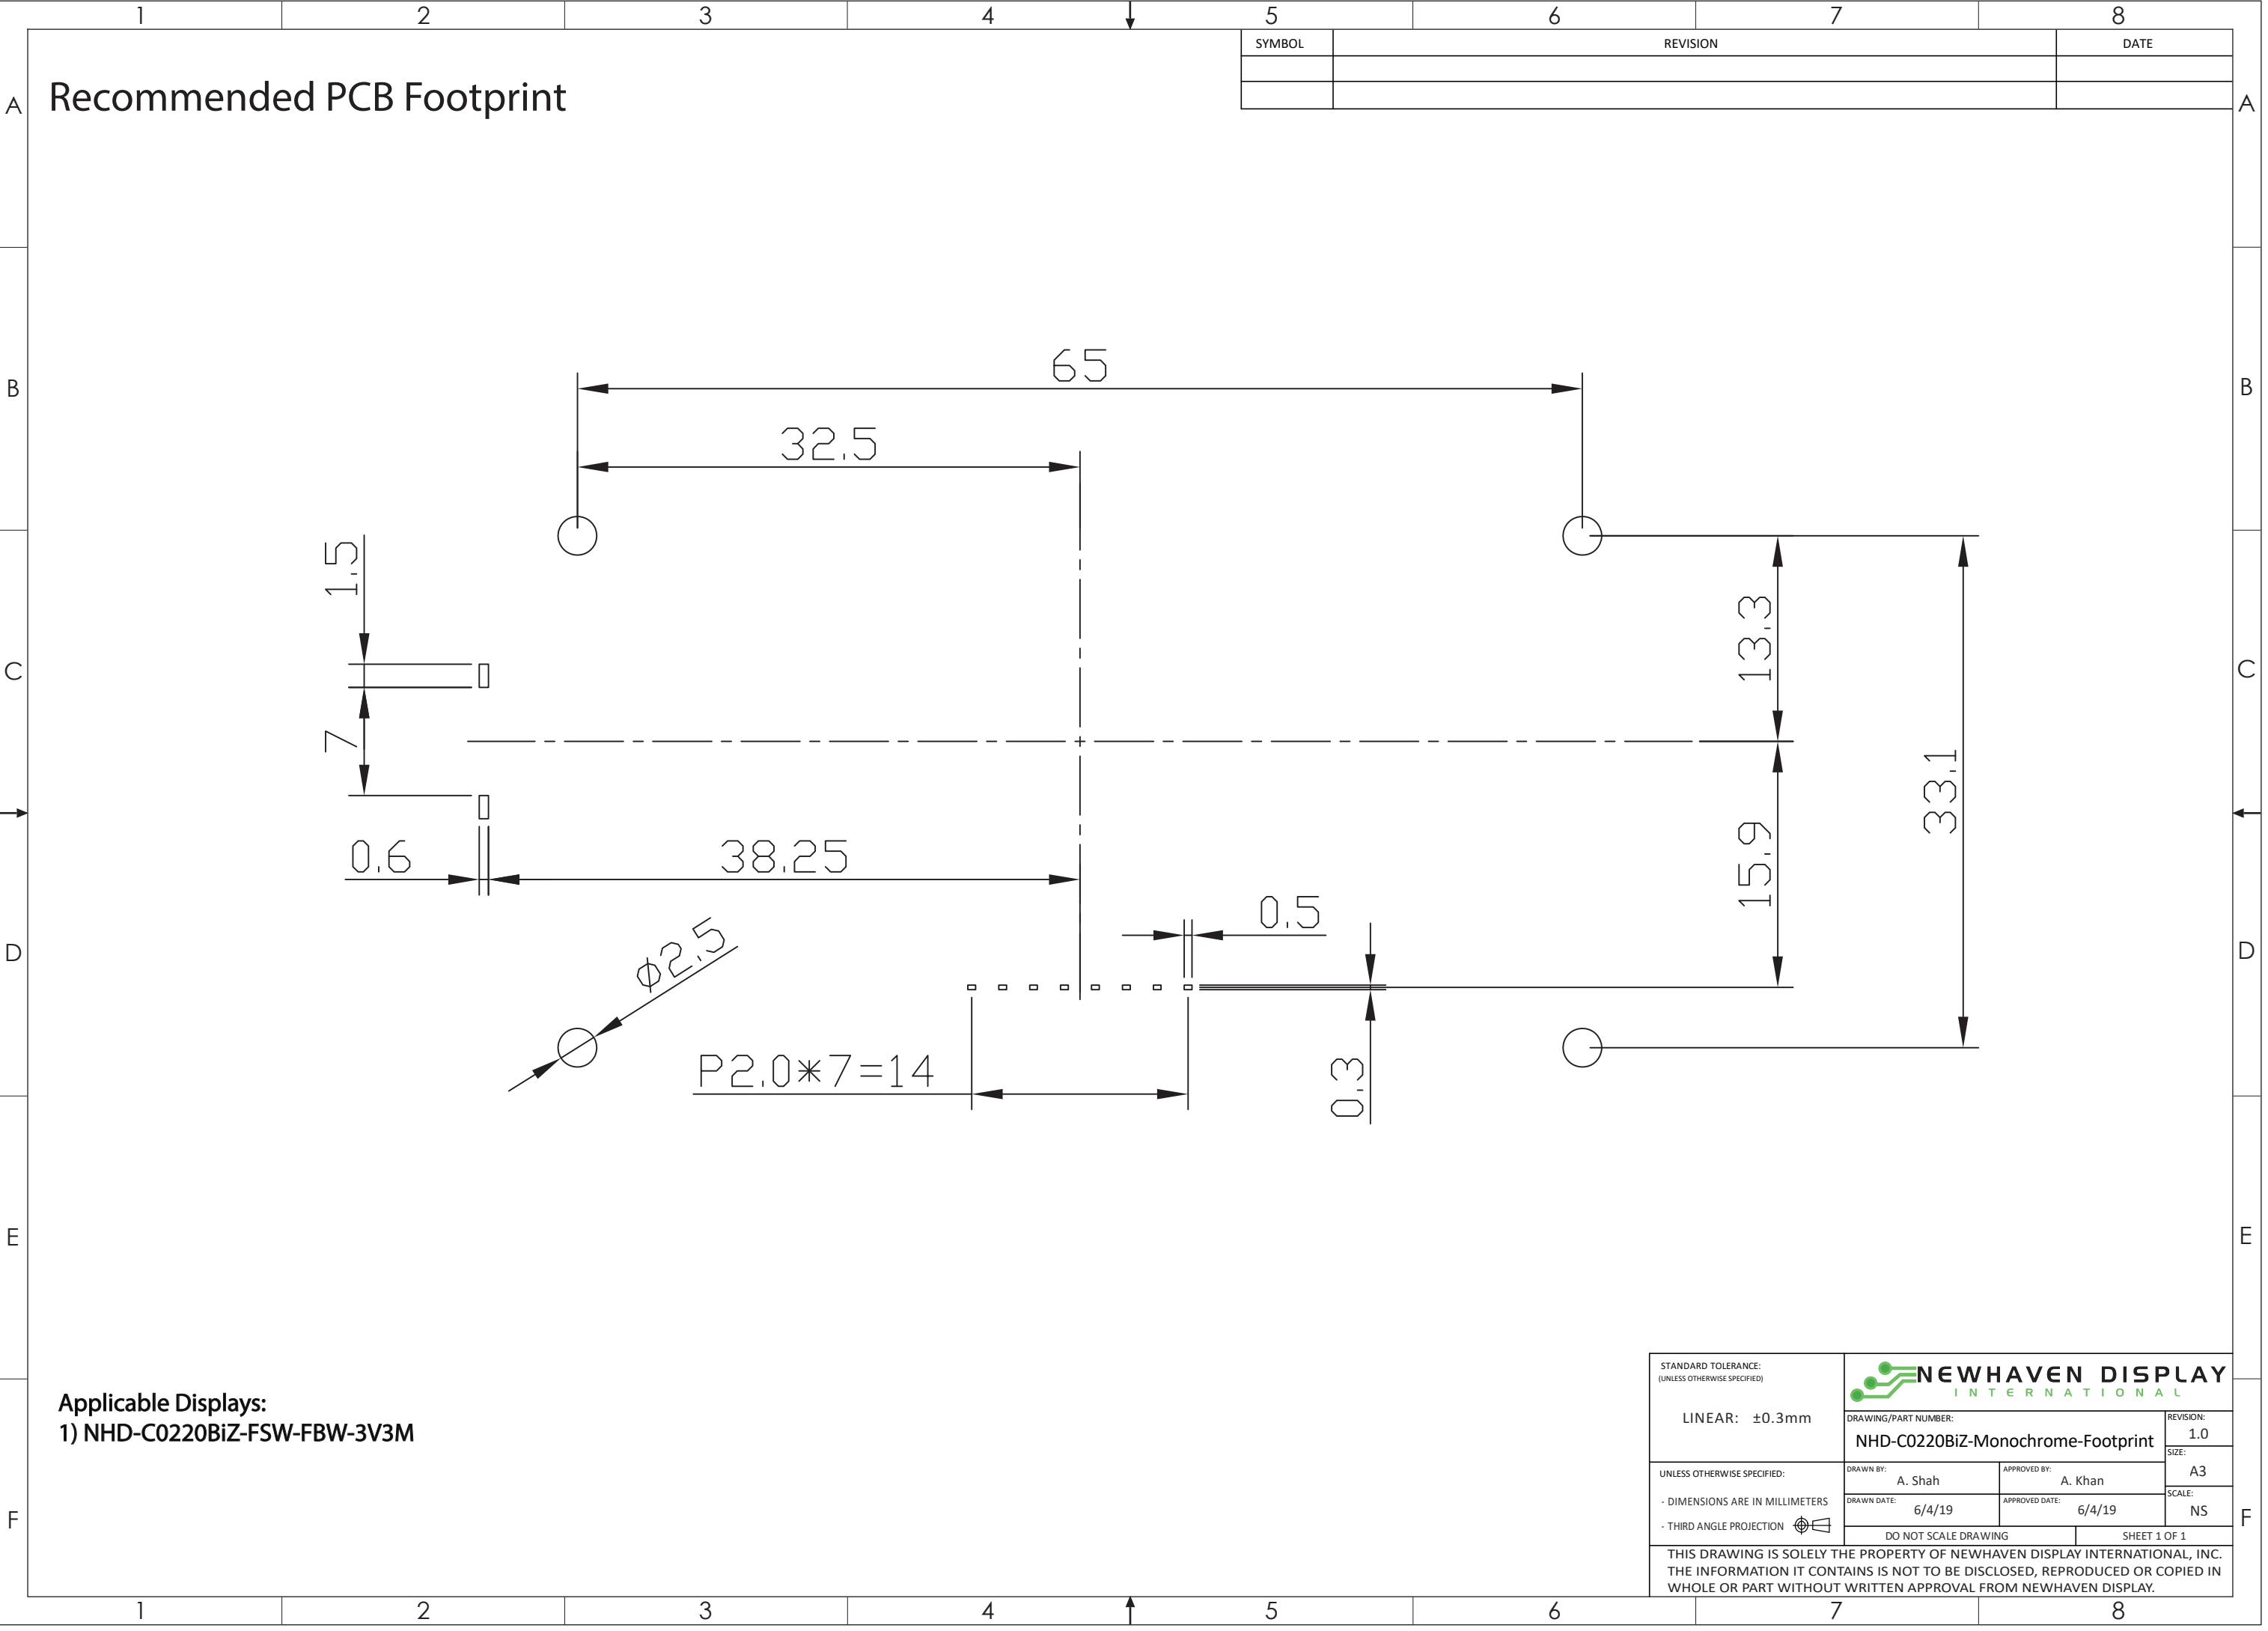 1 2 3 4 5 6 7 8
SYMBOL REVISION DATE
A A
Recommended PCB Footprint
B B
65
32.5
1.5
13.3
C C
7
33.1
0.6 38.25
15.9
0.5
D D
Ø2.5
P2.0*7=14
0.3
E E
Applicable Displays:
1) NHD-C0220BiZ-FSW-FBW-3V3M
STANDARD TOLERANCE:
(UNLESS OTHERWISE SPECIFIED)
LINEAR: ±0.3mm
NEWHAVEN DISPLAY
INTERNATIONAL
DRAWING/PART NUMBER:
NHD-C0220BiZ-Monochrome-Footprint
REVISION:
1.0
SIZE:
A3
UNLESS OTHERWISE SPECIFIED:
- DIMENSIONS ARE IN MILLIMETERS
- THIRD ANGLE PROJECTION
DRAWN BY:
A. Shah
APPROVED BY:
A. Khan
DRAWN DATE:
6/4/19
APPROVED DATE:
6/4/19
SCALE:
NS
F F
DO NOT SCALE DRAWING SHEET 1 OF 1
THIS DRAWING IS SOLELY THE PROPERTY OF NEWHAVEN DISPLAY INTERNATIONAL, INC.
THE INFORMATION IT CONTAINS IS NOT TO BE DISCLOSED, REPRODUCED OR COPIED IN
WHOLE OR PART WITHOUT WRITTEN APPROVAL FROM NEWHAVEN DISPLAY.
1 2 3 4 5 6 7 8